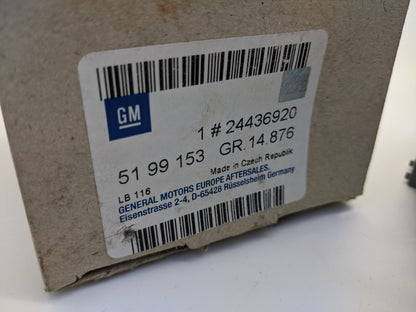 GM
1 # 24436920
51 99 153 GR.14.876
LB 116 Made in Czech Republik
GENERAL MOTORS EUROPE AFTERSALES.
Eisenstrasse 2-4, D-65428 Rüsselsheim Germany